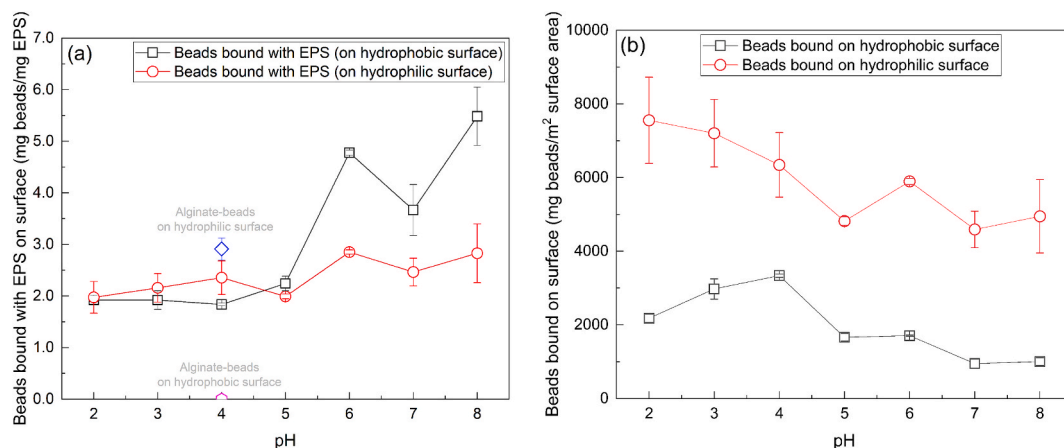 (a)
Beads bound with EPS (on hydrophobic surface)
Beads bound with EPS (on hydrophilic surface)
Beads bound with EPS on surface (mg beads/mg EPS)
7.0
6.0
5.0
4.0
3.0
2.0
1.0
0.0
Alginate-beads
on hydrophilic surface
Alginate-beads
on hydrophobic surface
2 3 4 5 6 7 8
pH
(b)
Beads bound on hydrophobic surface
Beads bound on hydrophilic surface
Beads bound on surface (mg beads/m² surface area)
10000
8000
6000
4000
2000
0
2 3 4 5 6 7 8
pH